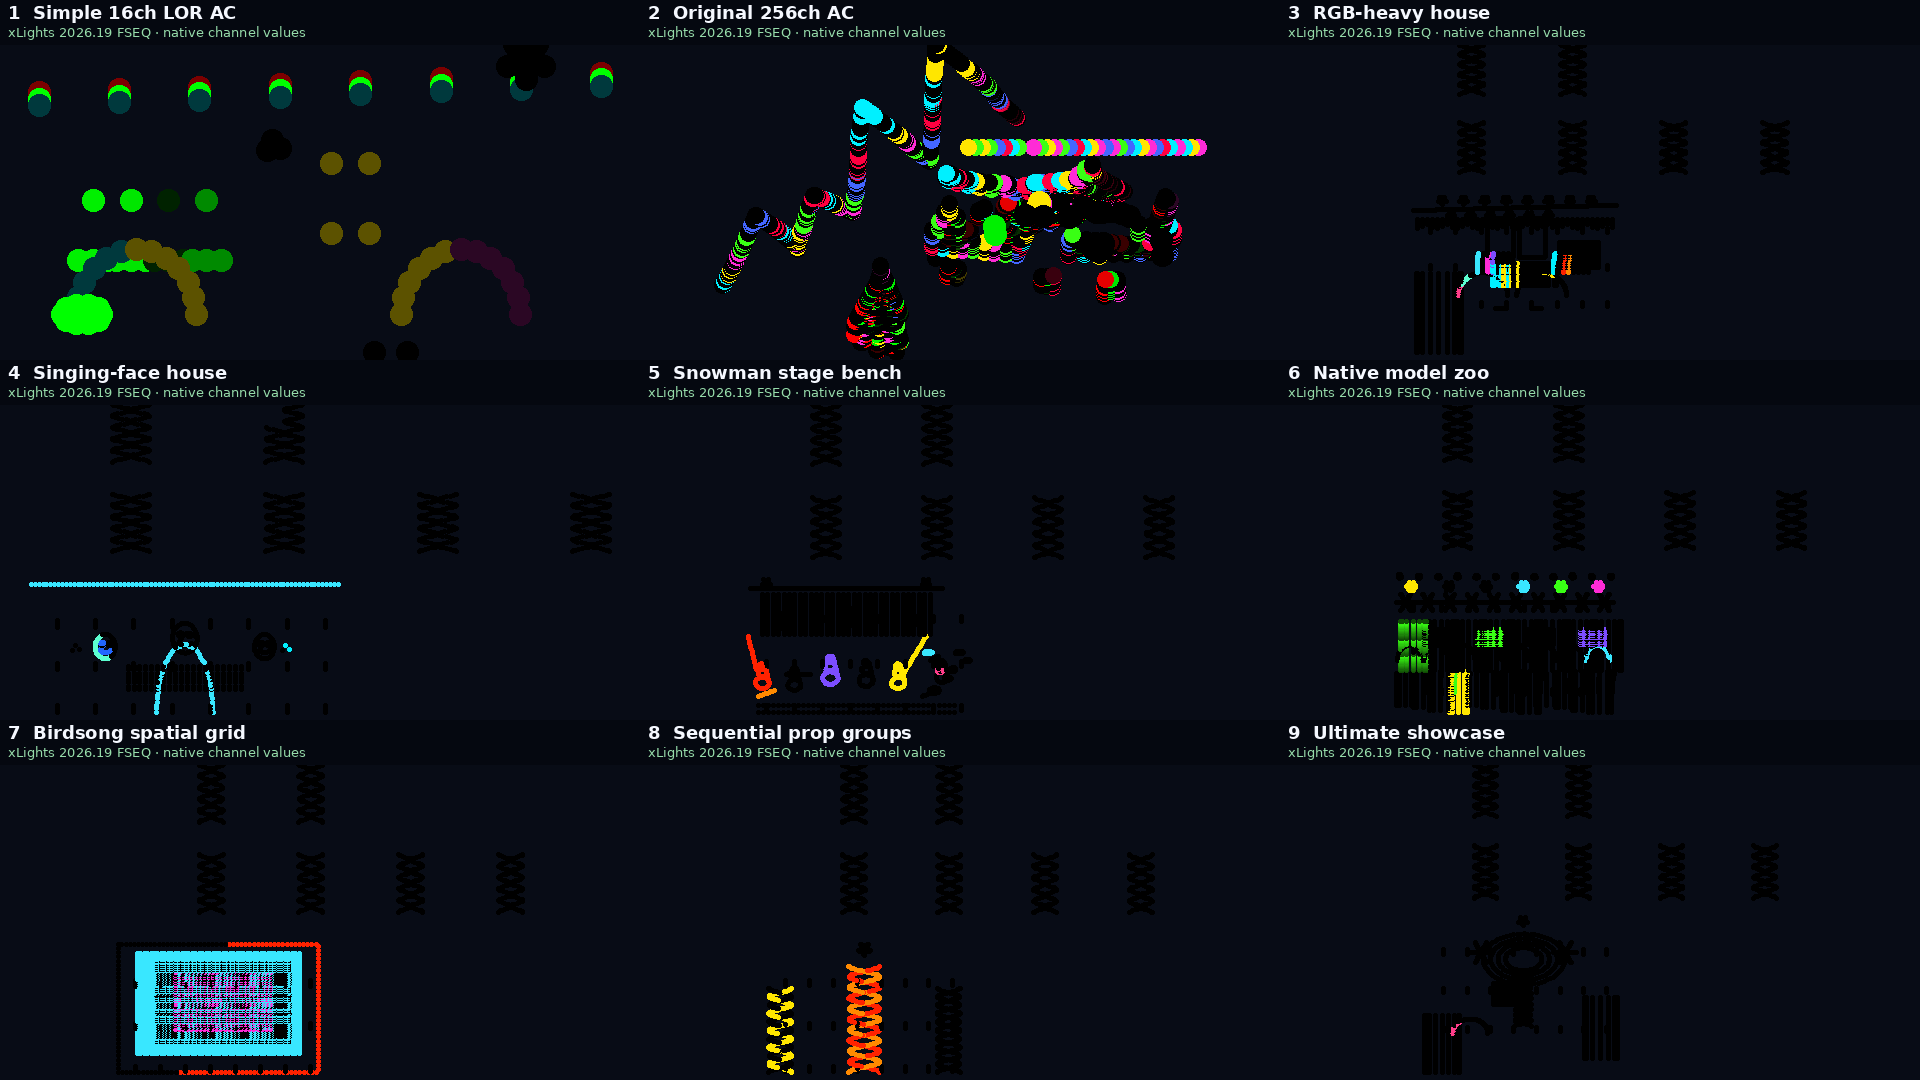 1 Simple 16ch LOR AC
xLights 2026.19 FSEQ · native channel values
2 Original 256ch AC
xLights 2026.19 FSEQ · native channel values
3 RGB-heavy house
xLights 2026.19 FSEQ · native channel values
4 Singing-face house
xLights 2026.19 FSEQ · native channel values
5 Snowman stage bench
xLights 2026.19 FSEQ · native channel values
6 Native model zoo
xLights 2026.19 FSEQ · native channel values
7 Birdsong spatial grid
xLights 2026.19 FSEQ · native channel values
8 Sequential prop groups
xLights 2026.19 FSEQ · native channel values
9 Ultimate showcase
xLights 2026.19 FSEQ · native channel values